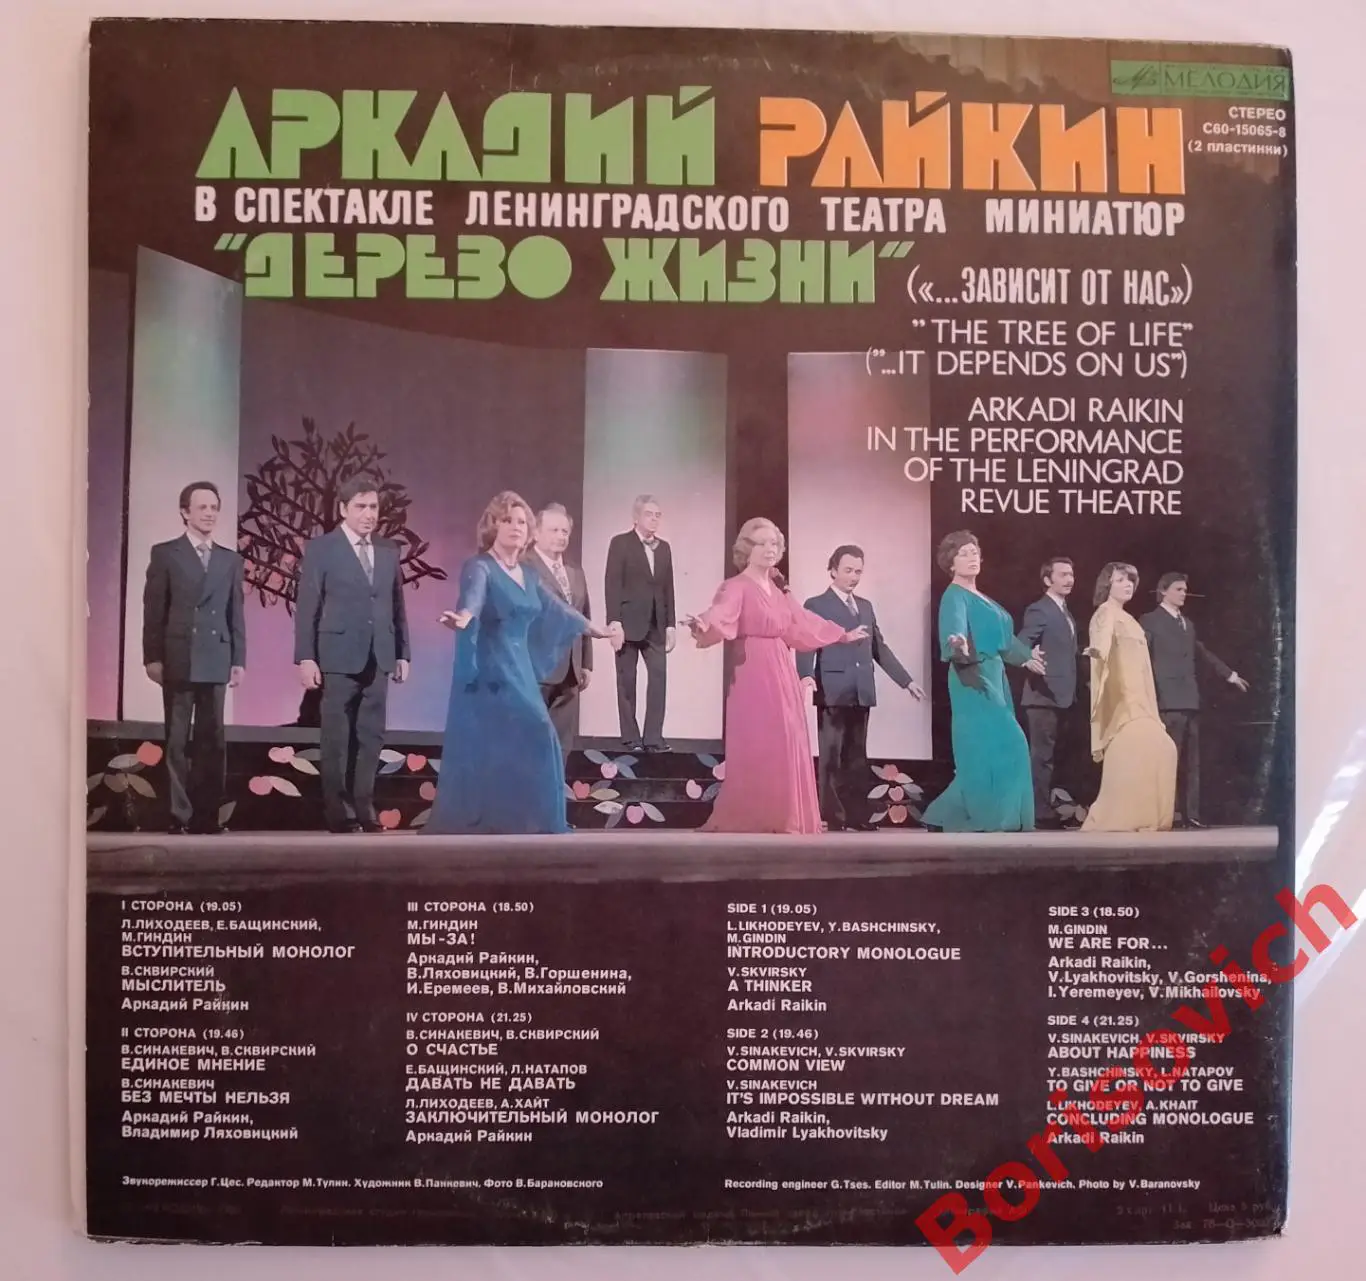 МЕЛОДИЯ
СТЕРЕО
С60-15065-8
(2 пластинки)
АРКАДИЙ РАЙКИН
В СПЕКТАКЛЕ ЛЕНИНГРАДСКОГО ТЕАТРА МИНИАТЮР
"ДЕРЕВО ЖИЗНИ" («...ЗАВИСИТ ОТ НАС»)
"THE TREE OF LIFE"
("...IT DEPENDS ON US")
ARKADI RAIKIN
IN THE PERFORMANCE
OF THE LENINGRAD
REVUE THEATRE
I СТОРОНА (19.05)
Л.ЛИХОДЕЕВ, Е.БАЩИНСКИЙ,
М.ГИНДИН
ВСТУПИТЕЛЬНЫЙ МОНОЛОГ
В.СКВИРСКИЙ
МЫСЛИТЕЛЬ
Аркадий Райкин
II СТОРОНА (19.46)
В.СИНАКЕВИЧ, В.СКВИРСКИЙ
ЕДИНОЕ МНЕНИЕ
В.СИНАКЕВИЧ
БЕЗ МЕЧТЫ НЕЛЬЗЯ
Аркадий Райкин,
Владимир Ляховицкий
III СТОРОНА (18.50)
М.ГИНДИН
МЫ-ЗА!
Аркадий Райкин,
В.Ляховицкий, В.Горшенина,
И.Еремеев, В.Михайловский
IV СТОРОНА (21.25)
В.СИНАКЕВИЧ, В.СКВИРСКИЙ
О СЧАСТЬЕ
Е.БАЩИНСКИЙ, Л.НАТАПОВ
ДАВАТЬ НЕ ДАВАТЬ
Л.ЛИХОДЕЕВ, А.ХАЙТ
ЗАКЛЮЧИТЕЛЬНЫЙ МОНОЛОГ
Аркадий Райкин
SIDE 1 (19.05)
L.LIKHODEYEV, Y.BASHCHINSKY,
M.GINDIN
INTRODUCTORY MONOLOGUE
V.SKVIRSKY
A THINKER
Arkadi Raikin
SIDE 2 (19.46)
V.SINAKEVICH, V.SKVIRSKY
COMMON VIEW
V.SINAKEVICH
IT'S IMPOSSIBLE WITHOUT DREAM
Arkadi Raikin,
Vladimir Lyakhovitsky
SIDE 3 (18.50)
M.GINDIN
WE ARE FOR...
Arkadi Raikin,
V.Lyakhovitsky, V.Gorshenina,
I.Yeremeyev, V.Mikhailovsky
SIDE 4 (21.25)
V.SINAKEVICH, V.SKVIRSKY
ABOUT HAPPINESS
Y.BASHCHINSKY, L.NATAPOV
TO GIVE OR NOT TO GIVE
L.LIKHODEYEV, A.KHAIT
CONCLUDING MONOLOGUE
Arkadi Raikin
Звукорежиссер Г.Цес. Редактор М.Тулин. Художник В.Панкевич. Фото В.Барановского
Recording engineer G.Tses. Editor M.Tulin. Designer V.Pankevich. Photo by V.Baranovsky
Borisovich